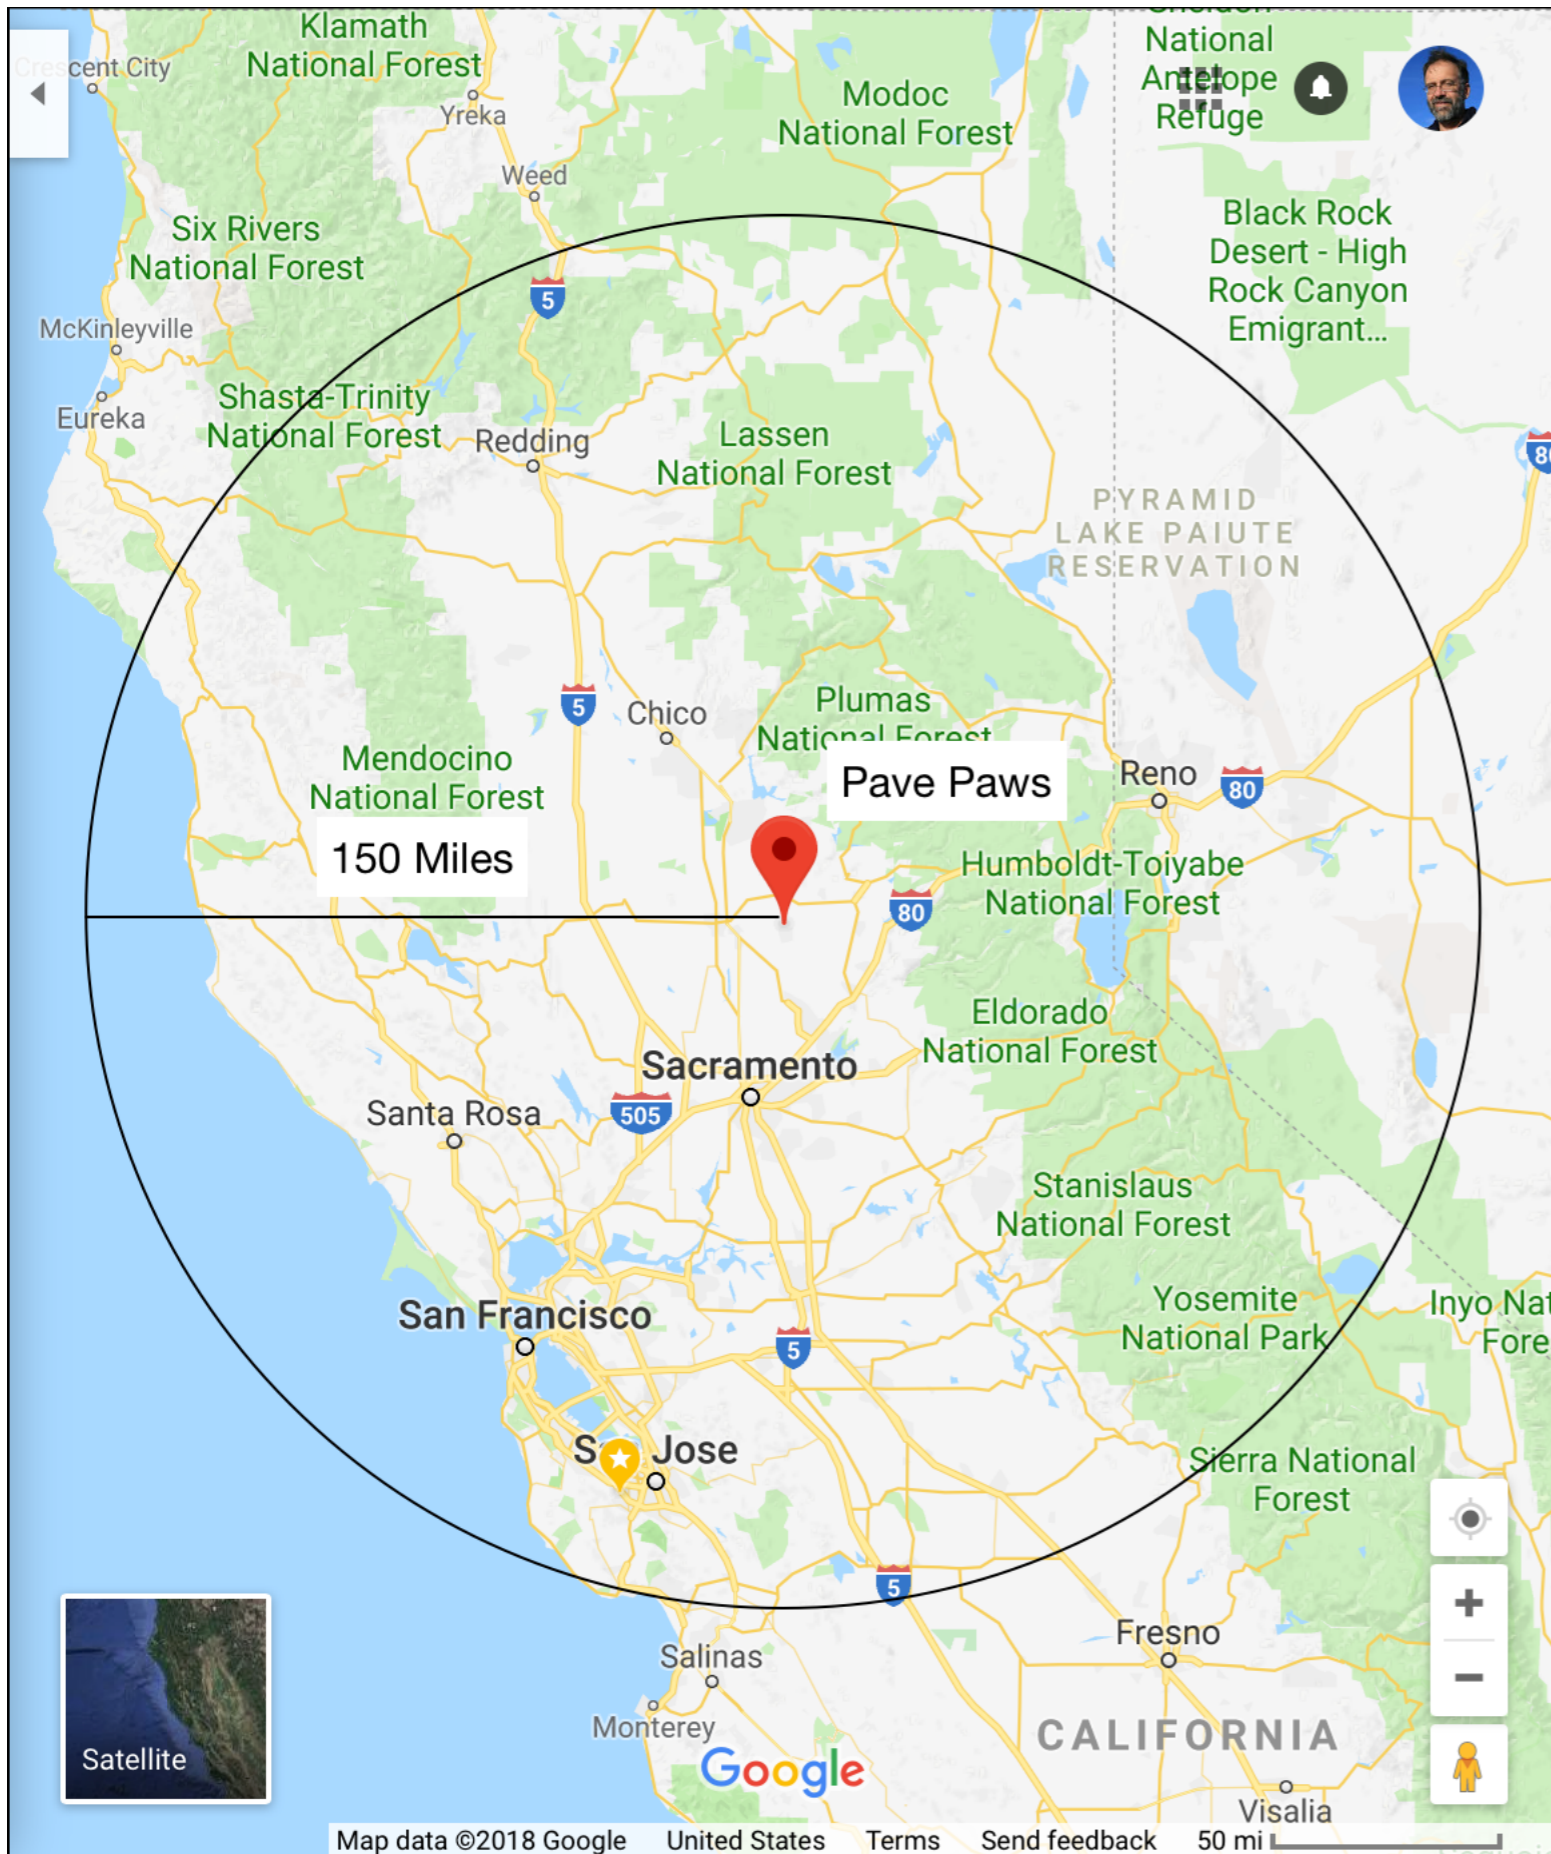 Klamath
National Forest
Crescent City
Yreka
Weed
Modoc
National Forest
Sheldon
National
Antelope
Refuge
Black Rock
Desert - High
Rock Canyon
Emigrant...
Six Rivers
National Forest
5
McKinleyville
Eureka
Shasta-Trinity
National Forest
Redding
Lassen
National Forest
80
PYRAMID
LAKE PAIUTE
RESERVATION
5
Chico
Plumas
National Forest
Mendocino
National Forest
Pave Paws
Reno
80
150 Miles
Humboldt-Toiyabe
National Forest
80
Eldorado
National Forest
Sacramento
505
Santa Rosa
Stanislaus
National Forest
San Francisco
5
Yosemite
National Park
Inyo Nat
Fore
Jose
Sierra National
Forest
5
Fresno
Salinas
Monterey
CALIFORNIA
Visalia
Satellite
Google
Map data ©2018 Google United States Terms Send feedback 50 mi